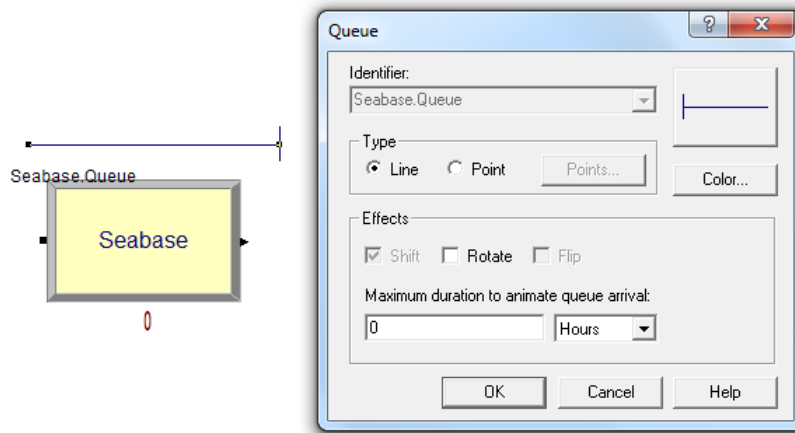 Seabase.Queue
Seabase
0
Queue
?
X
Identifier:
Seabase.Queue
Type
Line Point Points...
Color...
Effects
Shift Rotate Flip
Maximum duration to animate queue arrival:
0 Hours
OK Cancel Help